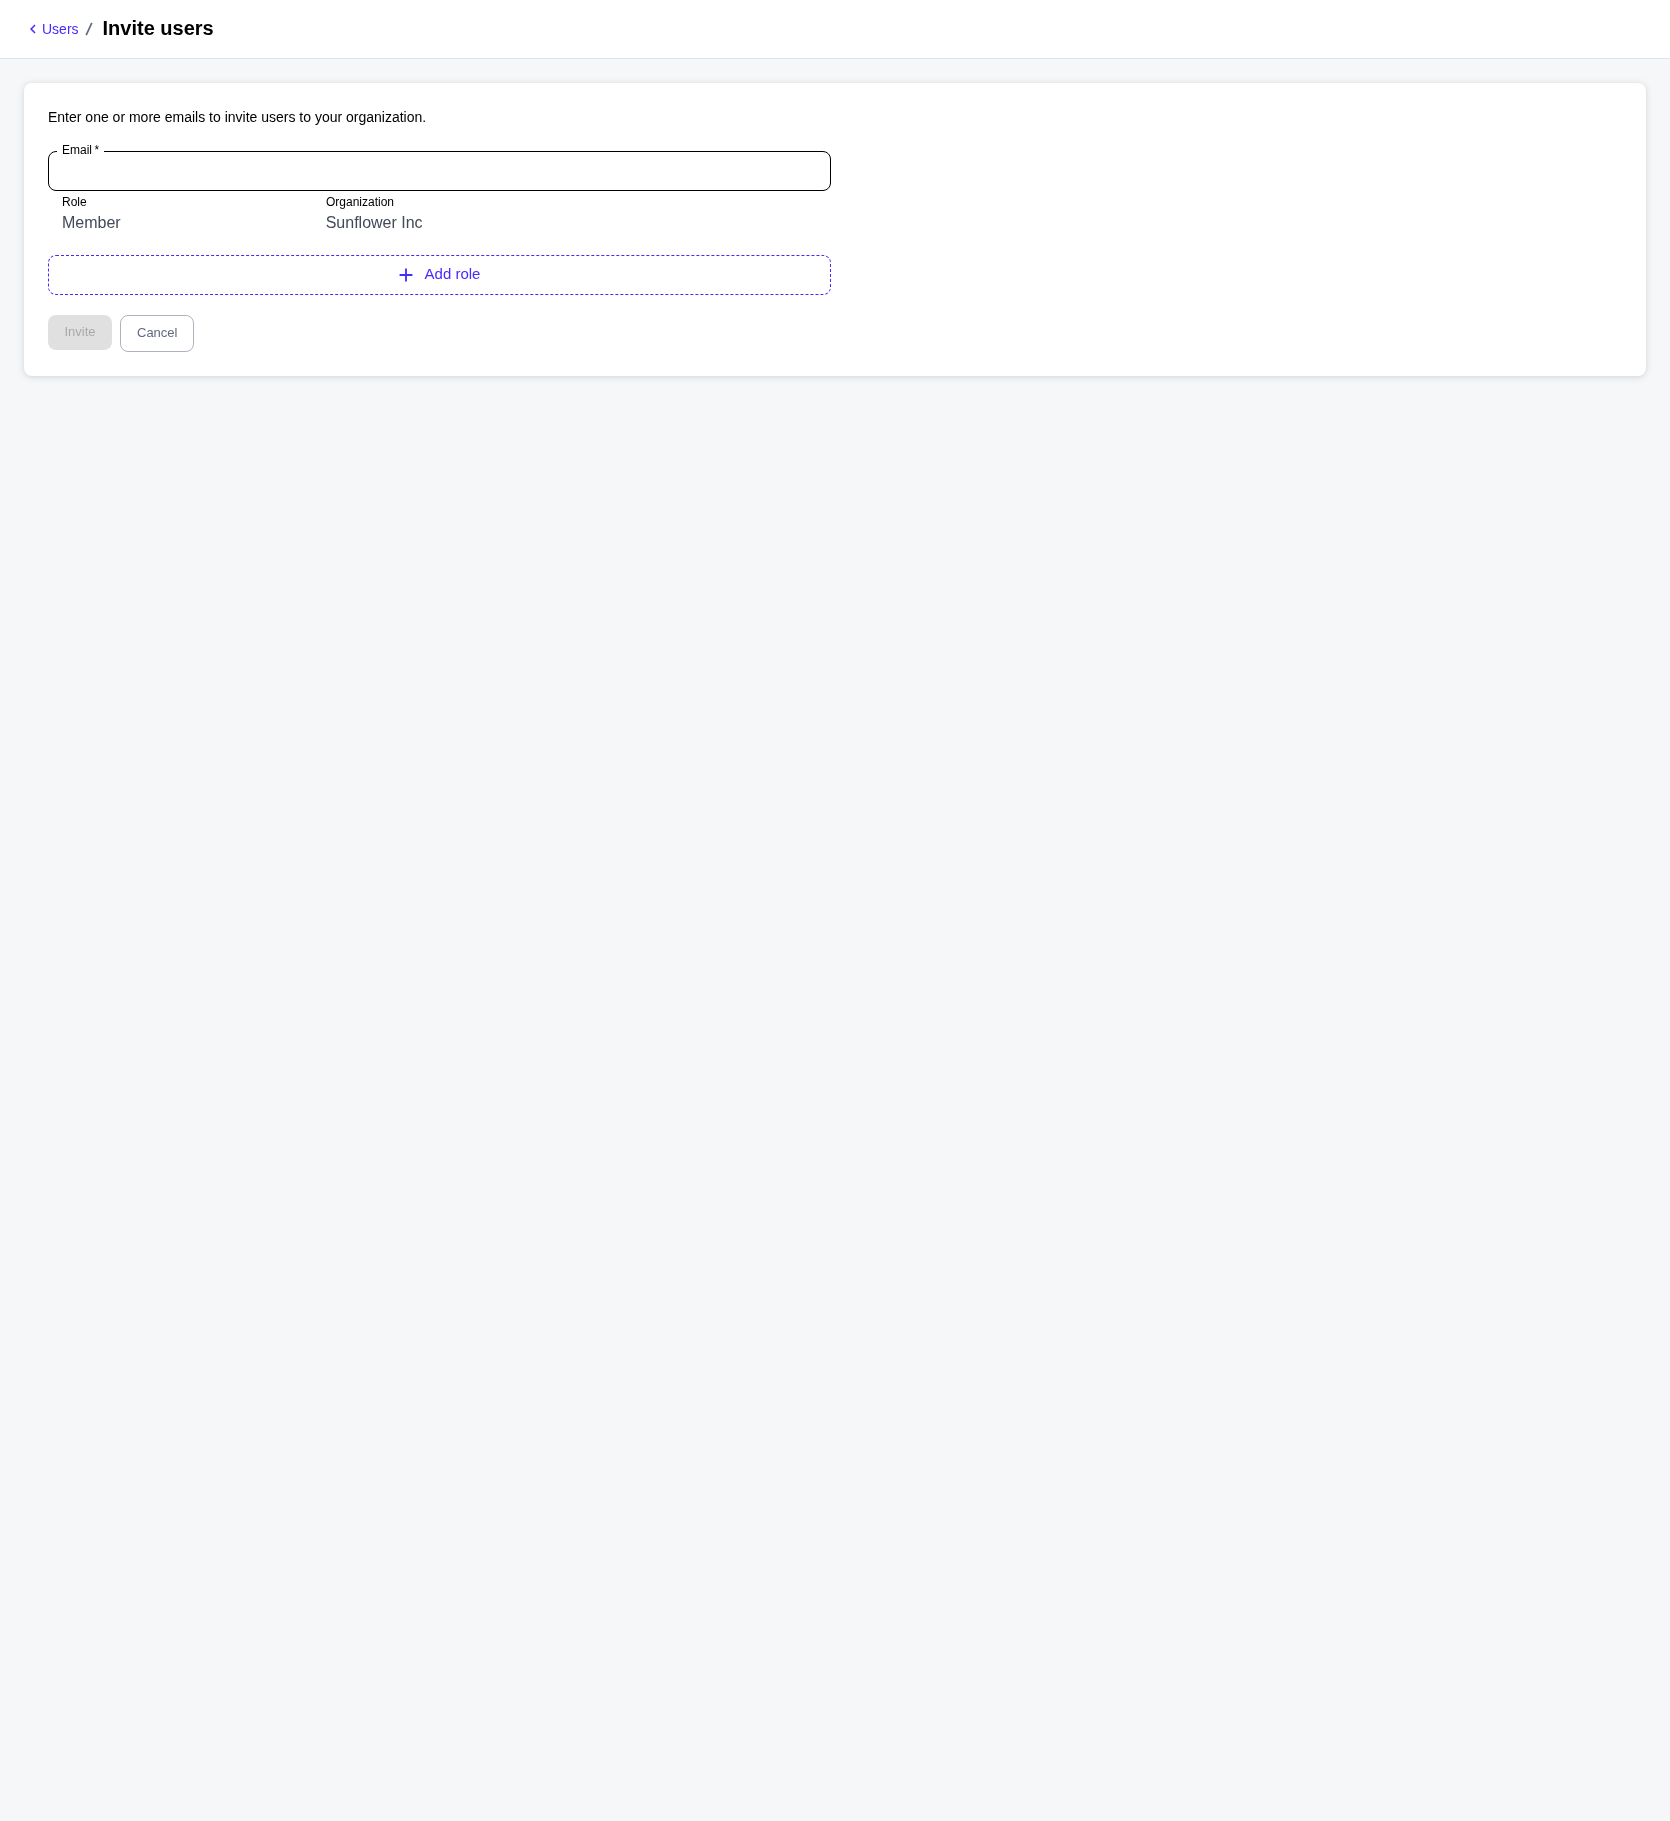 Users / Invite users
Enter one or more emails to invite users to your organization.
Email *
Role Organization
Member Sunflower Inc
Add role
Invite Cancel